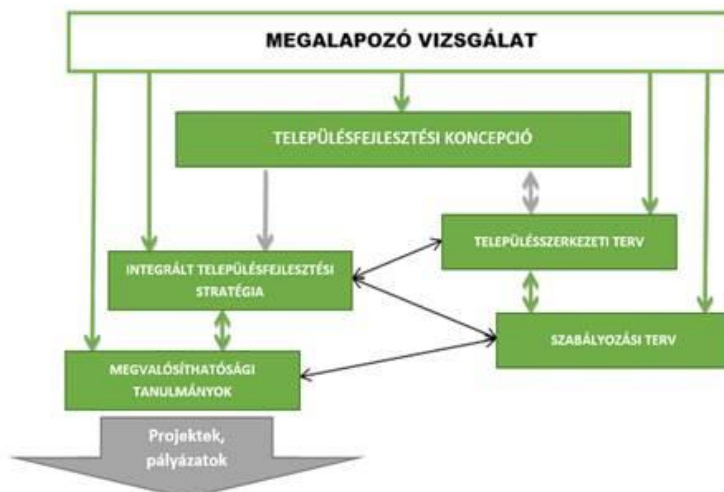 MEGALAPOZÓ VIZSGÁLAT
TELEPÜLÉSFEJLESZTÉSI KONCEPCIÓ
TELEPÜLÉSSZERKEZETI TERV
INTEGRÁLT TELEPÜLÉSFEJLESZTÉSI
STRATÉGIA
SZABÁLYOZÁSI TERV
MEGVALÓSÍTHATÓSÁGI
TANULMÁNYOK
Projektek,
pályázatok